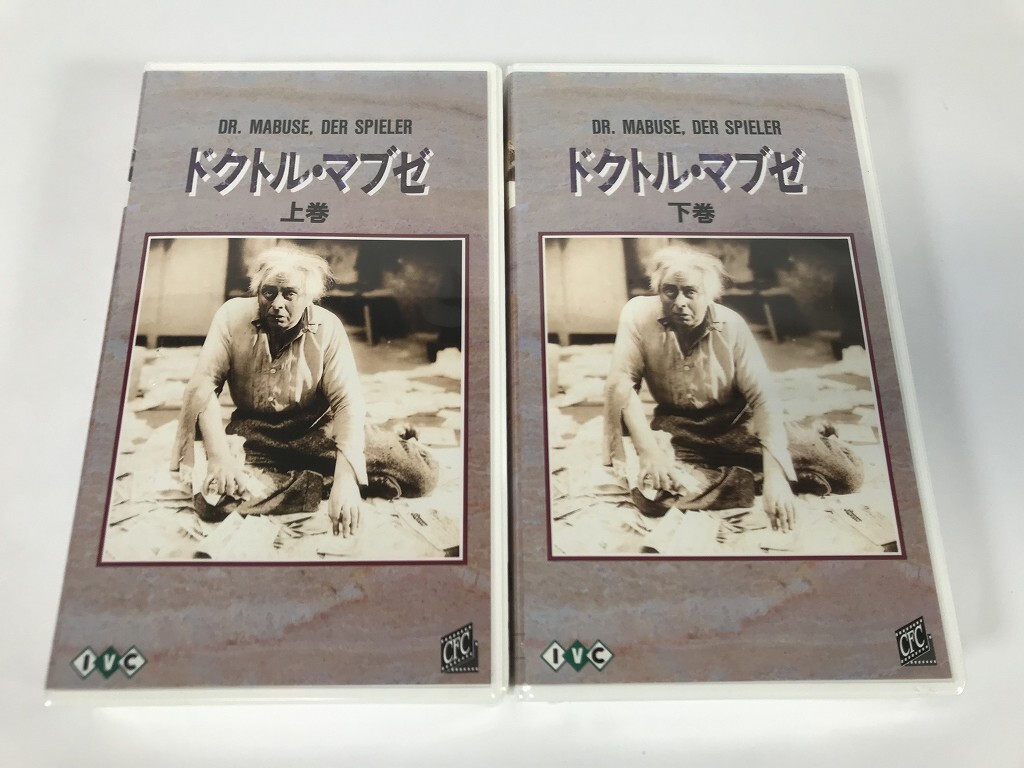 DR. MABUSE, DER SPIELER
ドクトル・マブゼ
上巻
IVC
CFC
DR. MABUSE, DER SPIELER
ドクトル・マブゼ
下巻
IVC
CFC